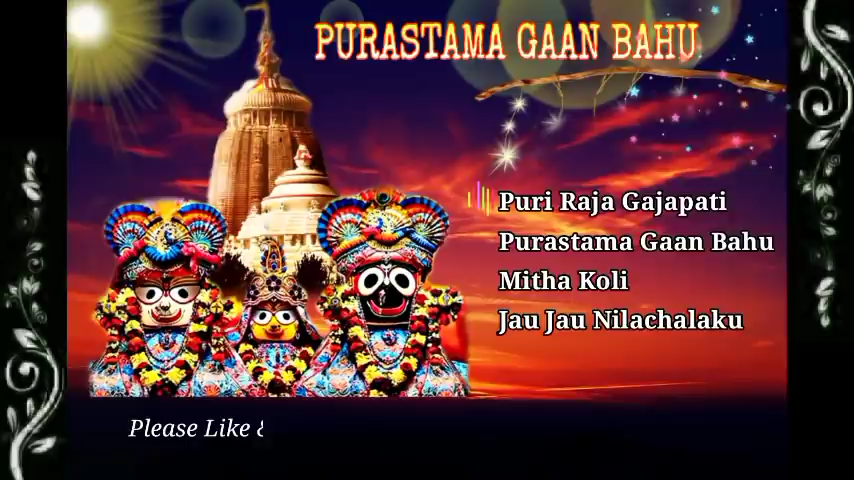 PURASTAMA GAAN BAHU
Puri Raja Gajapati
Purastama Gaan Bahu
Mitha Koli
Jau Jau Nilachalaku
Please Like